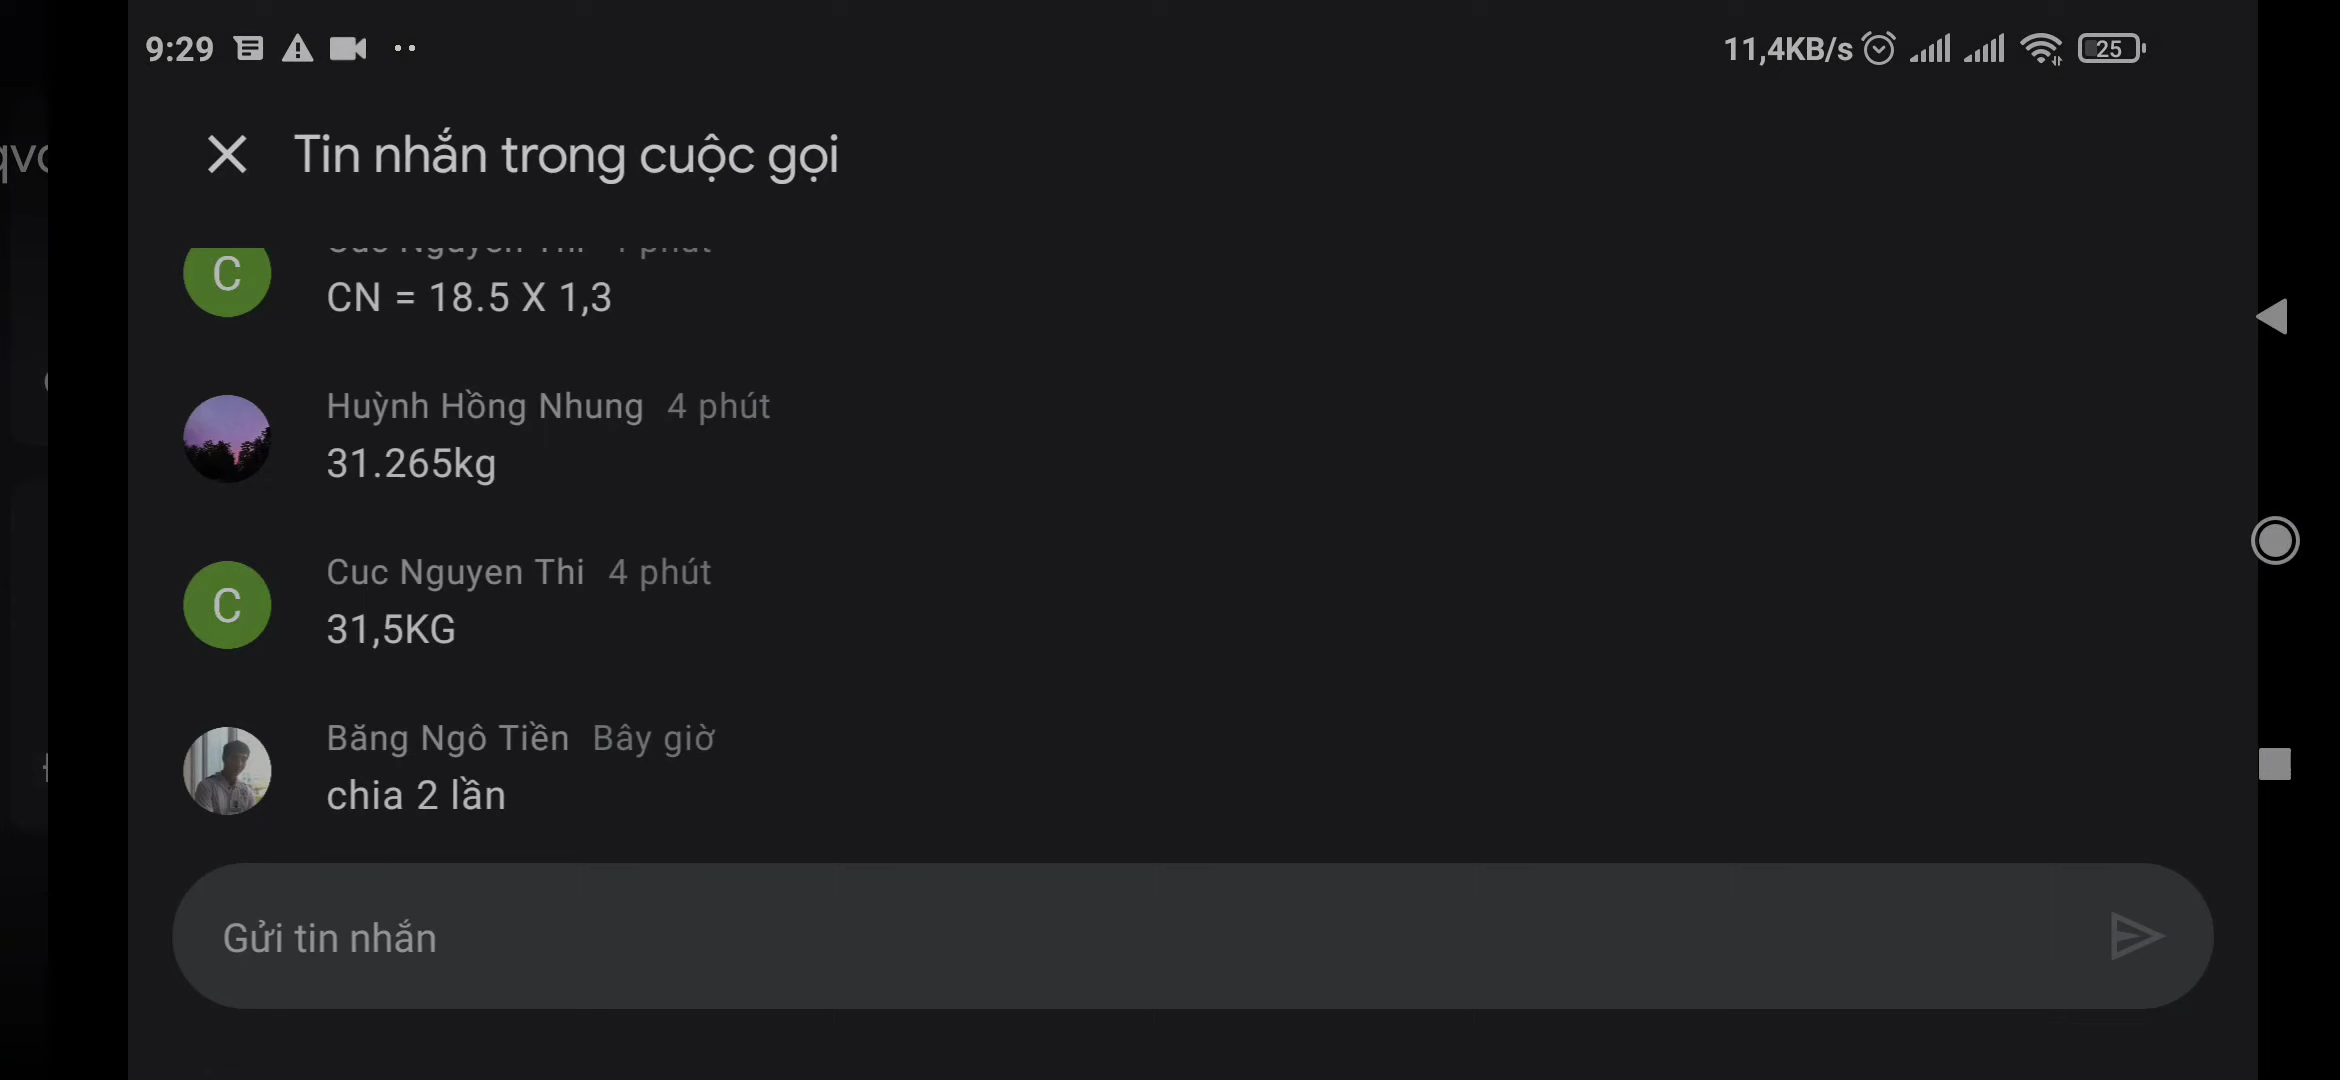 9:29
11,4KB/s
25
Tin nhắn trong cuộc gọi
C
CN = 18.5 X 1,3
Huỳnh Hồng Nhung 4 phút
31.265kg
C
Cuc Nguyen Thi 4 phút
31,5KG
Băng Ngô Tiền Bây giờ
chia 2 lần
Gửi tin nhắn